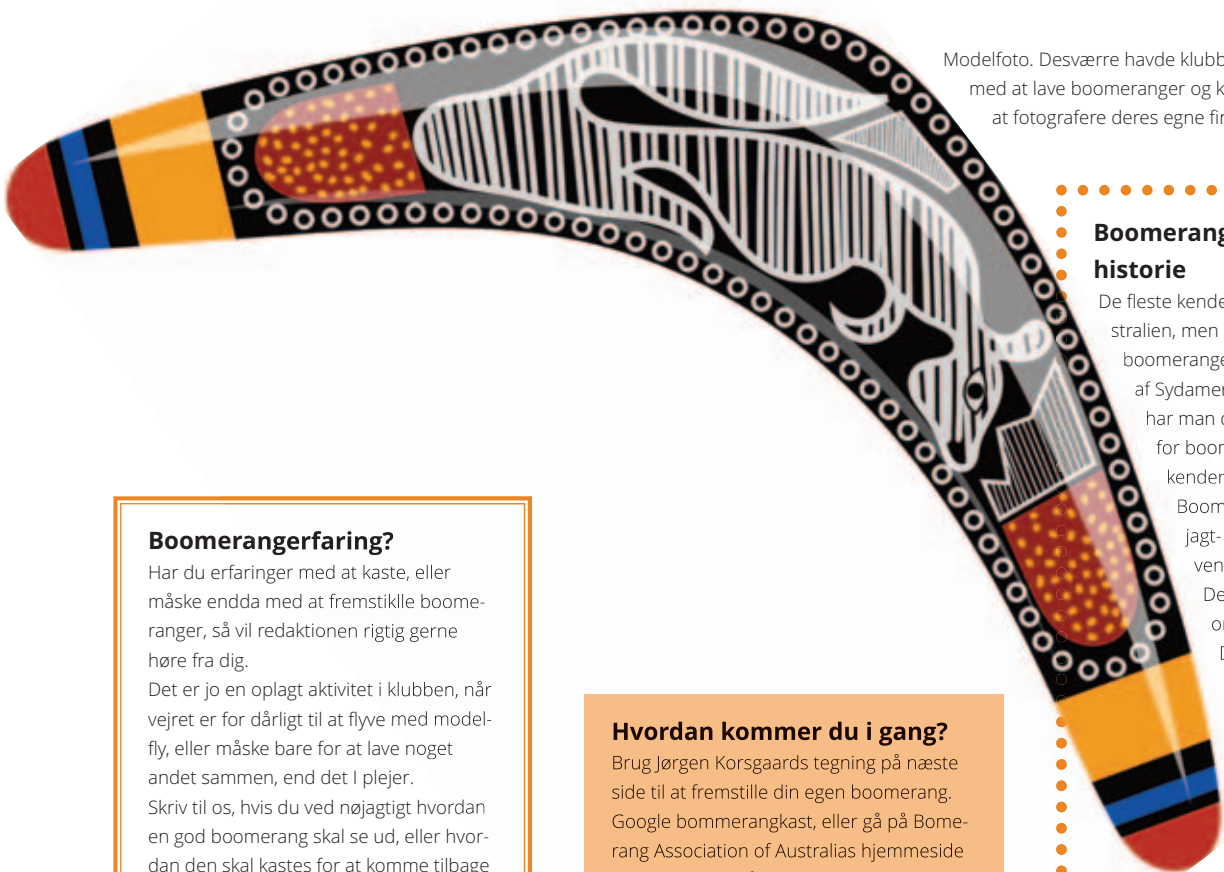 Modelfoto. Desværre havde klubb
med at lave boomeranger og k
at fotografere deres egne fir
Boomerang
historie
De fleste kende
stralien, men
boomerange
af Sydamer
har man
for boor
kender
Boom
jagt-
ven
De
or
Boomerangerfaring?
Har du erfaringer med at kaste, eller
måske endda med at fremstiklle boome-
ranger, så vil redaktionen rigtig gerne
høre fra dig.
Det er jo en oplagt aktivitet i klubben, når
vejret er for dårligt til at flyve med model-
fly, eller måske bare for at lave noget
andet sammen, end det I plejer.
Skriv til os, hvis du ved nøjagtigt hvordan
en god boomerang skal se ud, eller hvor-
dan den skal kastes for at komme tilbage
Hvordan kommer du i gang?
Brug Jørgen Korsgaards tegning på næste
side til at fremstille din egen boomerang.
Google bommerangkast, eller gå på Bome-
rang Association of Australias hjemmeside